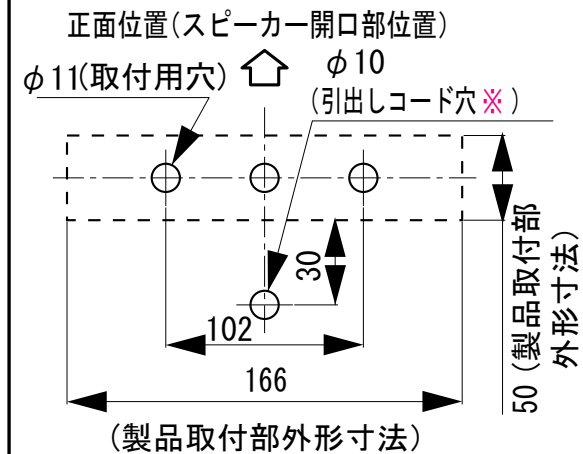 正面位置(スピーカー開口部位置)
φ11(取付用穴)
φ10
(引出しコード穴※)
30
102
166
(製品取付部外形寸法)
50(製品取付部
外形寸法)